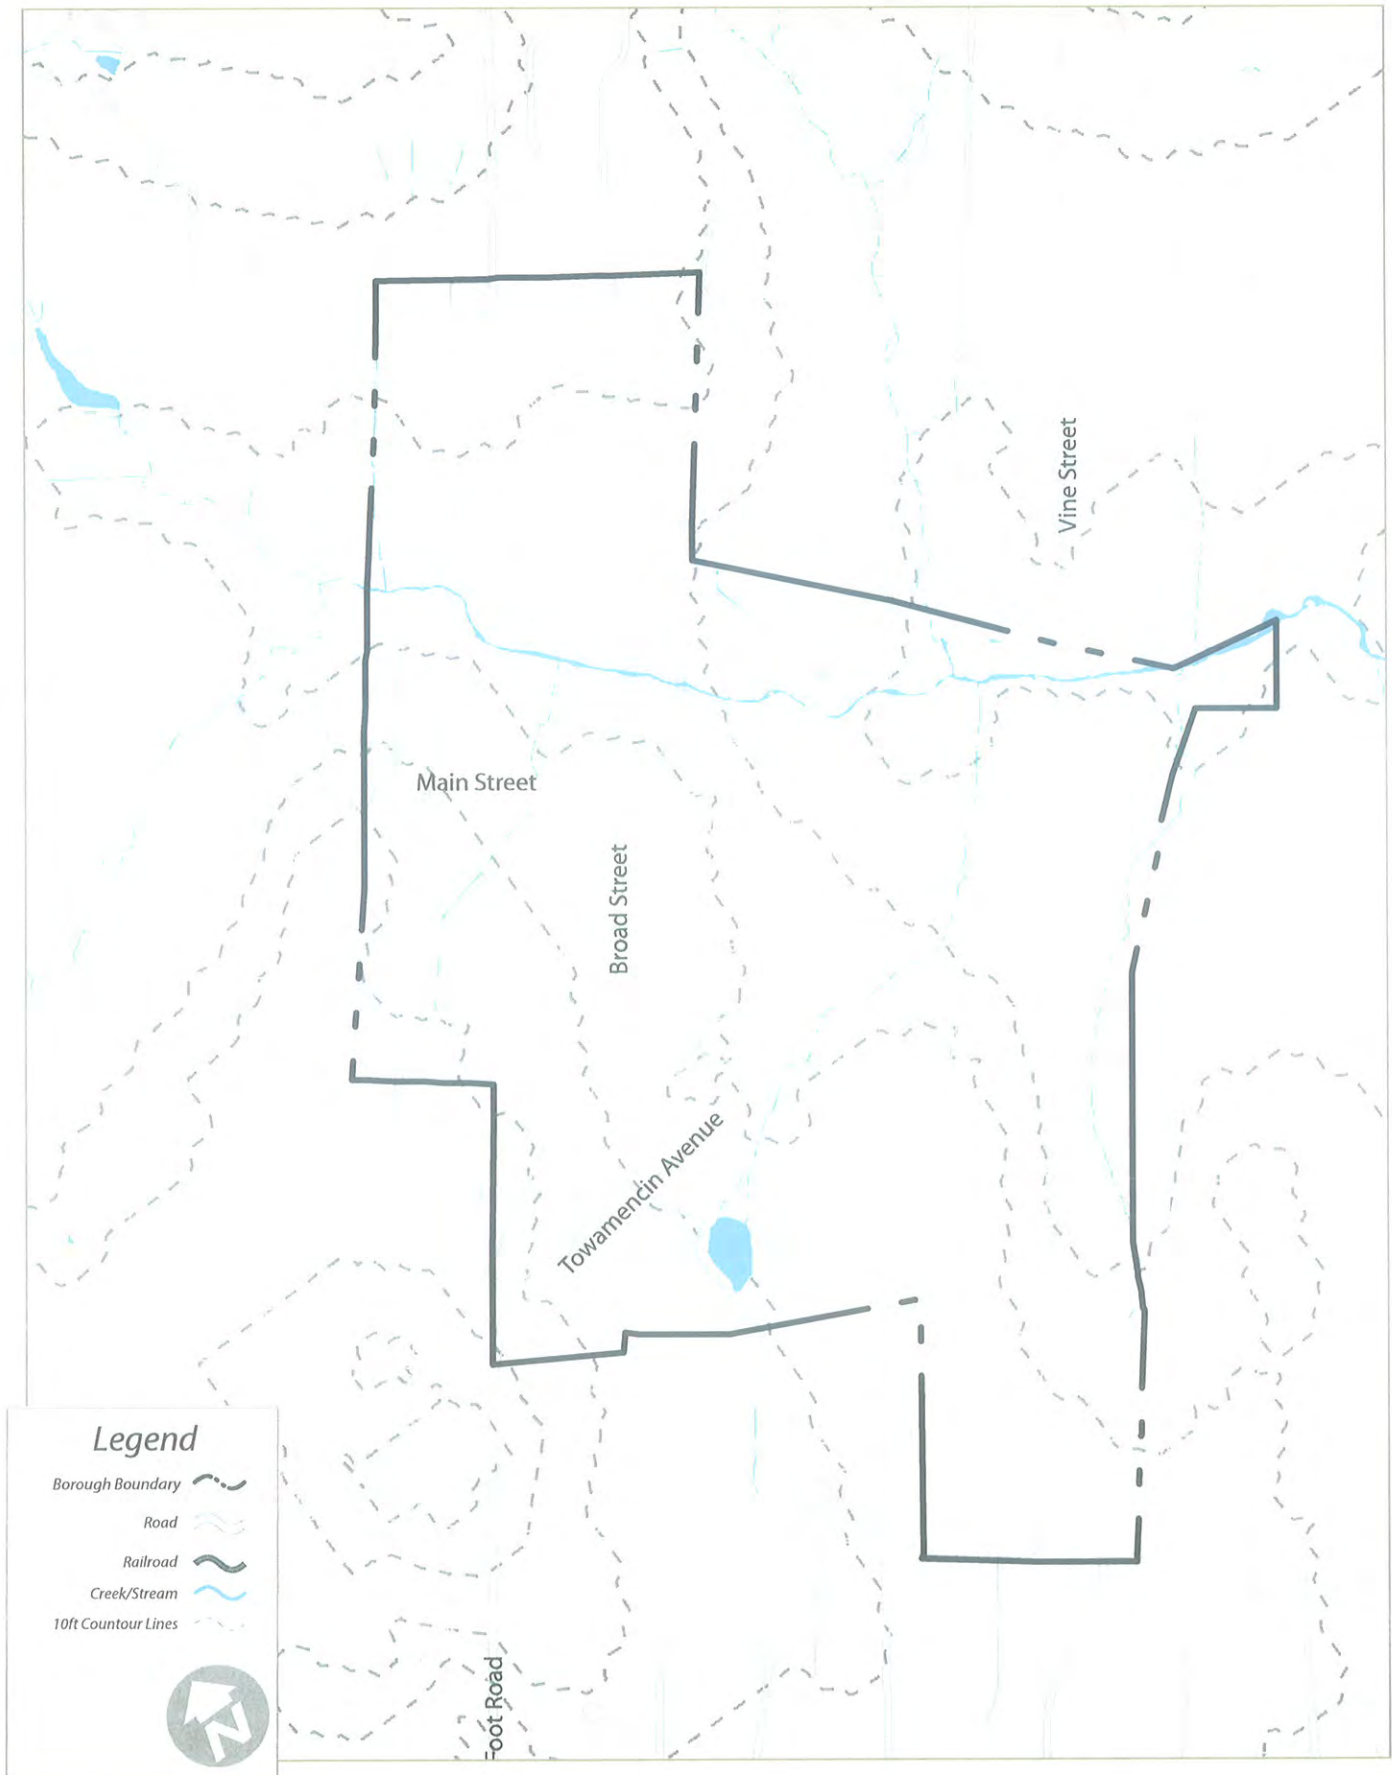 Vine Street
Main Street
Broad Street
Towamencin Avenue
Legend
Borough Boundary
Road
Railroad
Creek/Stream
10ft Countour Lines
N
Foot Road